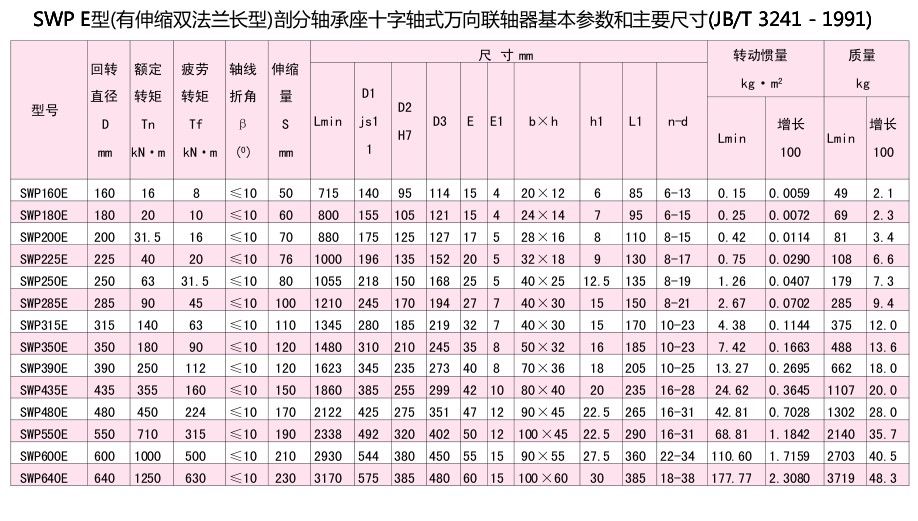 SWP E型(有伸缩双法兰长型)剖分轴承座十字轴式万向联轴器基本参数和主要尺寸(JB/T 3241－1991)
型号 回转直径 D mm 额定转矩 Tn kN·m 疲劳转矩 Tf kN·m 轴线折角 β (0) 伸缩量 S mm 尺 寸 mm 转动惯量 kg·m² 质量 kg
Lmin D1 js1 1 D2 H7 D3 E E1 b×h h1 L1 n-d Lmin 增长 100 Lmin 增长 100
SWP160E 160 16 8 ≤10 50 715 140 95 114 15 4 20×12 6 85 6-13 0.15 0.0059 49 2.1
SWP180E 180 20 10 ≤10 60 800 155 105 121 15 4 24×14 7 95 6-15 0.25 0.0072 69 2.3
SWP200E 200 31.5 16 ≤10 70 880 175 125 127 17 5 28×16 8 110 8-15 0.42 0.0114 81 3.4
SWP225E 225 40 20 ≤10 76 1000 196 135 152 20 5 32×18 9 130 8-17 0.75 0.0290 108 6.6
SWP250E 250 63 31.5 ≤10 80 1055 218 150 168 25 5 40×25 12.5 135 8-19 1.26 0.0407 179 7.3
SWP285E 285 90 45 ≤10 100 1210 245 170 194 27 7 40×30 15 150 8-21 2.67 0.0702 285 9.4
SWP315E 315 140 63 ≤10 110 1345 280 185 219 32 7 40×30 15 170 10-23 4.38 0.1144 375 12.0
SWP350E 350 180 90 ≤10 120 1480 310 210 245 35 8 50×32 16 185 10-23 7.42 0.1663 488 13.6
SWP390E 390 250 112 ≤10 120 1623 345 235 273 40 8 70×36 18 205 10-25 13.27 0.2695 662 18.0
SWP435E 435 355 160 ≤10 150 1860 385 255 299 42 10 80×40 20 235 16-28 24.62 0.3645 1107 20.0
SWP480E 480 450 224 ≤10 170 2122 425 275 351 47 12 90×45 22.5 265 16-31 42.81 0.7028 1302 28.0
SWP550E 550 710 315 ≤10 190 2338 492 320 402 50 12 100×45 22.5 290 16-31 68.81 1.1842 2140 35.7
SWP600E 600 1000 500 ≤10 210 2930 544 380 450 55 15 90×55 27.5 360 22-34 110.60 1.7159 2703 40.5
SWP640E 640 1250 630 ≤10 230 3170 575 385 480 60 15 100×60 30 385 18-38 177.77 2.3080 3719 48.3